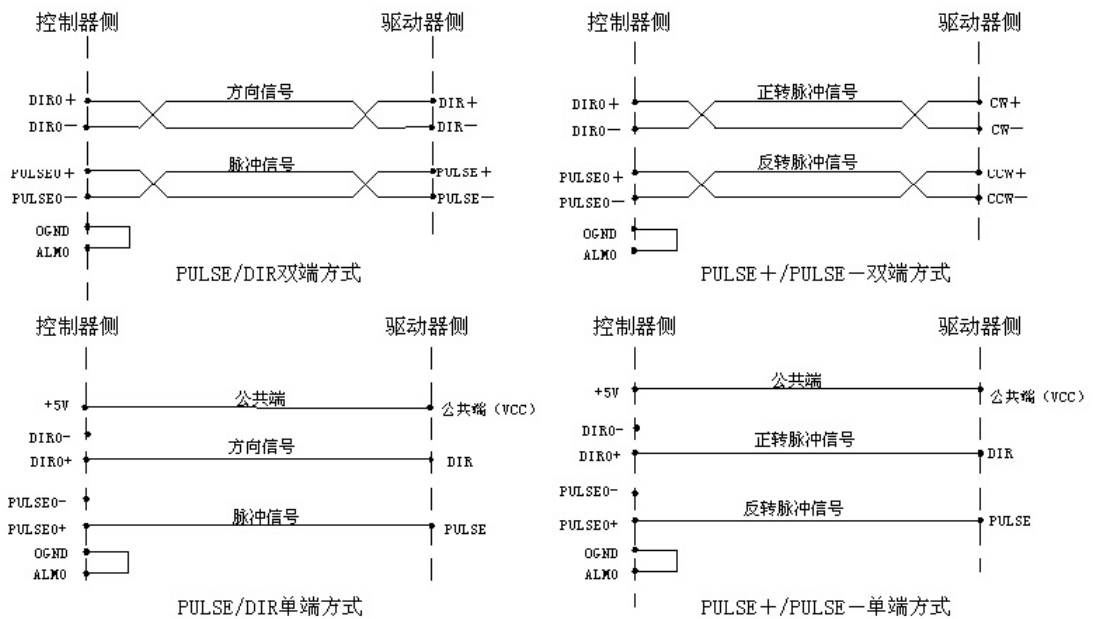 控制器侧
驱动器侧
DIR0+
方向信号
DIR+
DIR0—
DIR—
PULSE0+
脉冲信号
PULSE+
PULSE0—
PULSE—
OGND
ALM0
PULSE/DIR双端方式
控制器侧
驱动器侧
DIR0+
正转脉冲信号
CW+
DIR0—
CW—
PULSE0+
反转脉冲信号
CCW+
PULSE0—
CCW—
OGND
ALM0
PULSE+/PULSE—双端方式
控制器侧
驱动器侧
+5V
公共端
公共端(VCC)
DIR0-
方向信号
DIR0+
DIR
PULSE0-
脉冲信号
PULSE0+
PULSE
OGND
ALM0
PULSE/DIR单端方式
控制器侧
驱动器侧
+5V
公共端
公共端(VCC)
DIR0-
正转脉冲信号
DIR0+
DIR
PULSE0-
反转脉冲信号
PULSE0+
PULSE
OGND
ALM0
PULSE+/PULSE—单端方式